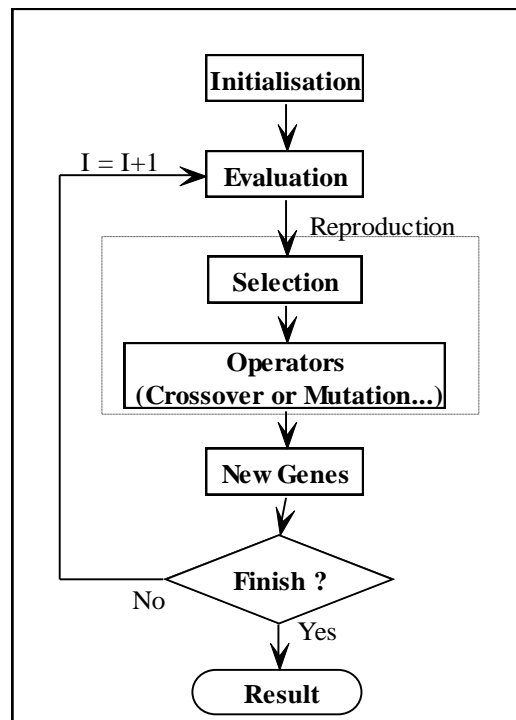 Initialisation
I = I+1
Evaluation
Reproduction
Selection
Operators
(Crossover or Mutation...)
New Genes
Finish ?
No
Yes
Result